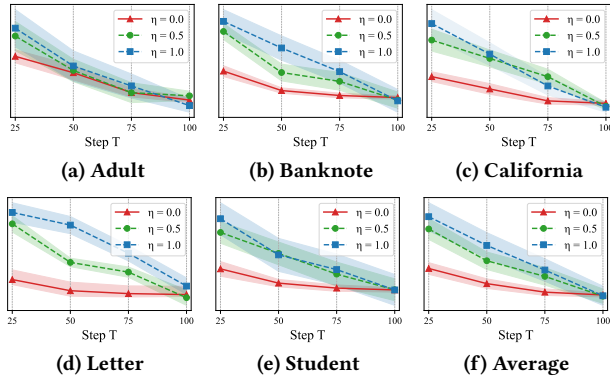 η = 0.0
η = 0.5
η = 1.0
25 50 75 100
Step T
(a) Adult
η = 0.0
η = 0.5
η = 1.0
25 50 75 100
Step T
(b) Banknote
η = 0.0
η = 0.5
η = 1.0
25 50 75 100
Step T
(c) California
η = 0.0
η = 0.5
η = 1.0
25 50 75 100
Step T
(d) Letter
η = 0.0
η = 0.5
η = 1.0
25 50 75 100
Step T
(e) Student
η = 0.0
η = 0.5
η = 1.0
25 50 75 100
Step T
(f) Average